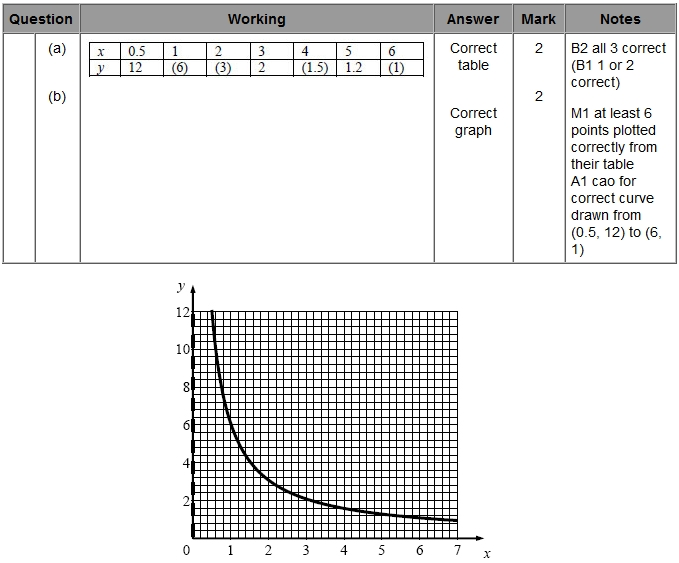 Question Working Answer Mark Notes
(a) Correct table 2 B2 all 3 correct
(B1 1 or 2
correct)
x 0.5 1 2 3 4 5 6
y 12 (6) (3) 2 (1.5) 1.2 (1)
(b) Correct graph 2 M1 at least 6
points plotted
correctly from
their table
A1 cao for
correct curve
drawn from
(0.5, 12) to (6,
1)
y
12
10
8
6
4
2
0 1 2 3 4 5 6 7 x